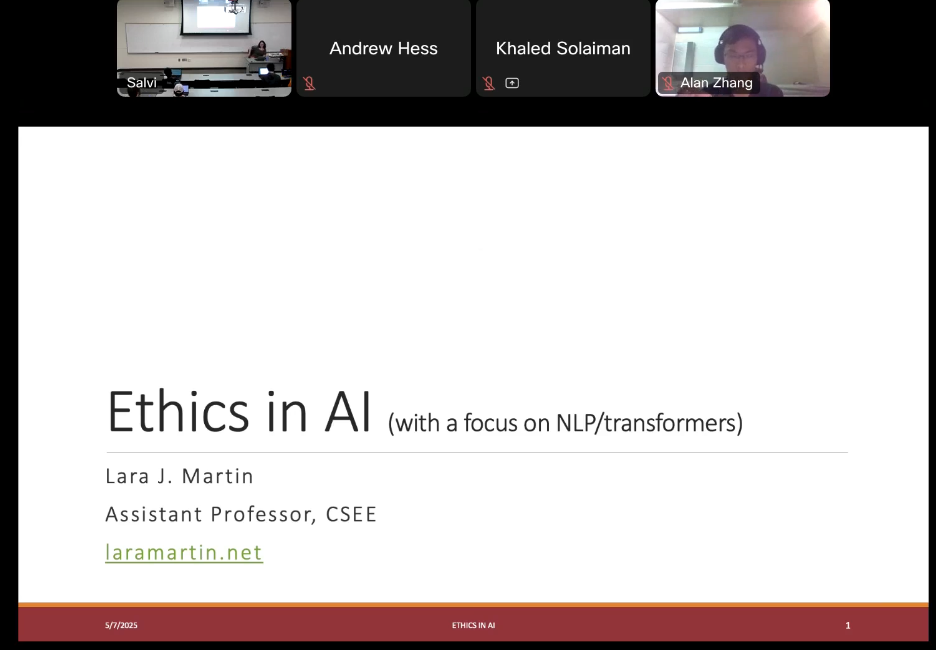 Salvi
Andrew Hess
Khaled Solaiman
Alan Zhang
Ethics in AI (with a focus on NLP/transformers)
Lara J. Martin
Assistant Professor, CSEE
laramartin.net
5/7/2025
ETHICS IN AI
1